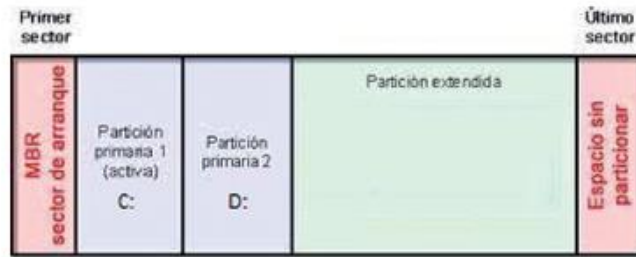 Primer
sector
Último
sector
MBR
sector de arranque
Partición
primaria 1
(activa)
C:
Partición
primaria 2
D:
Partición extendida
Espacio sin
particionar